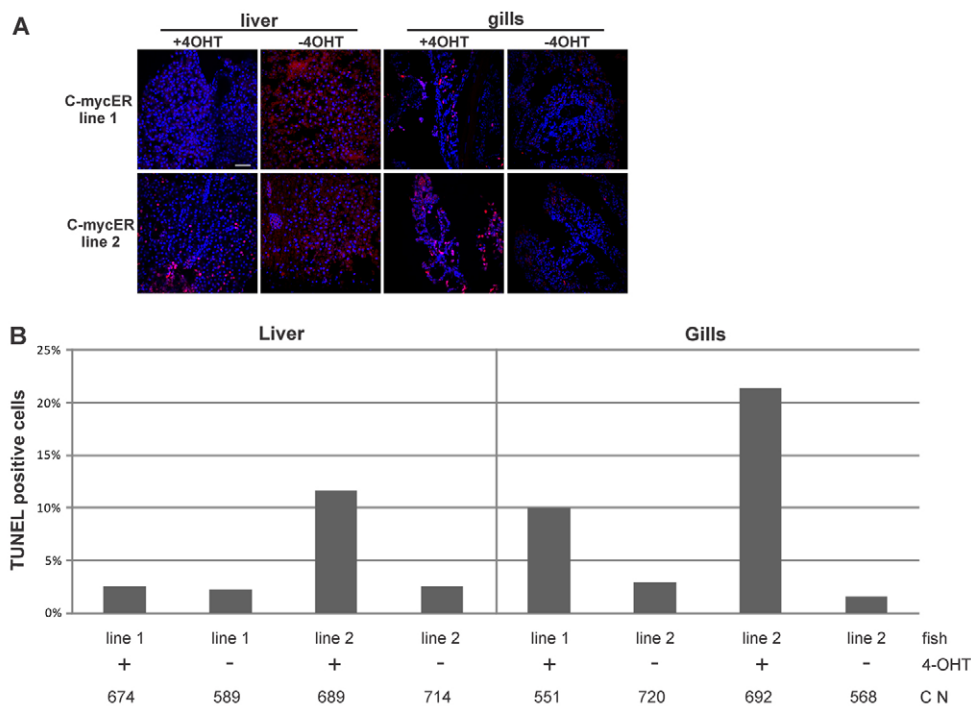 A
liver gills
+4OHT -4OHT +4OHT -4OHT
C-mycER
line 1
C-mycER
line 2
B
Liver Gills
TUNEL positive cells
25%
20%
15%
10%
5%
0%
line 1 line 1 line 2 line 2 line 1 line 2 line 2 line 2 fish
+ - + - + - + - 4-OHT
674 589 689 714 551 720 692 568 C N